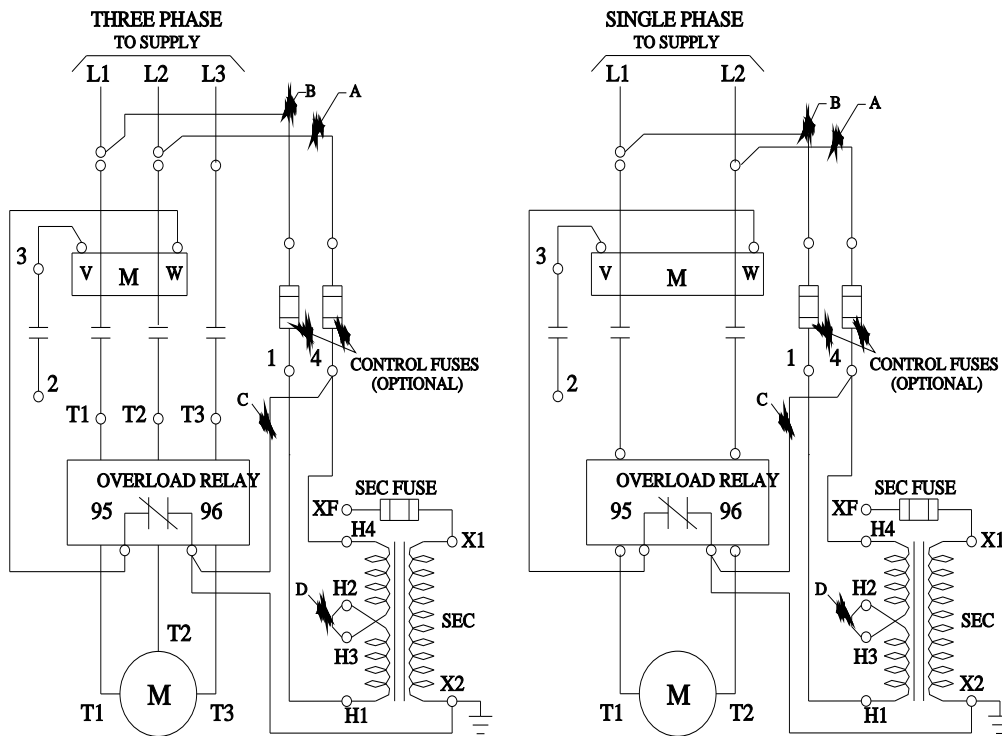 THREE PHASE
TO SUPPLY
L1 L2 L3
B
A
3
V M W
1 4
CONTROL FUSES
(OPTIONAL)
2
C
T1 T2 T3
OVERLOAD RELAY
95 96
SEC FUSE
XF
H4
X1
D
H2
SEC
H3
T2
M
X2
T1 T3
H1
SINGLE PHASE
TO SUPPLY
L1 L2
B
A
3
V M W
1 4
CONTROL FUSES
(OPTIONAL)
2
C
OVERLOAD RELAY
95 96
SEC FUSE
XF
H4
X1
D
H2
SEC
H3
M
X2
T1 T2
H1